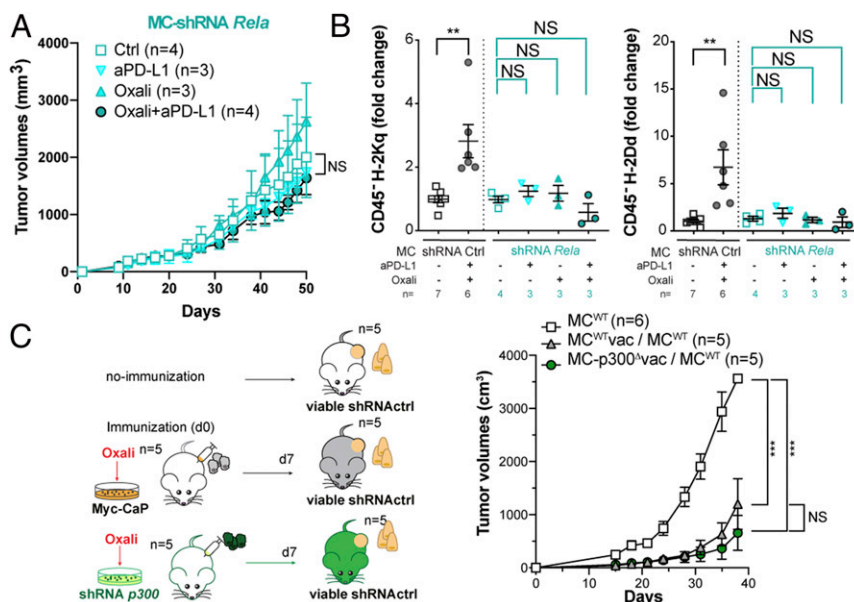 A
MC-shRNA Rela
Ctrl (n=4)
aPD-L1 (n=3)
Oxali (n=3)
Oxali+aPD-L1 (n=4)
Tumor volumes (mm³)
4000
3000
2000
1000
0
NS
0 10 20 30 40 50
Days
B
CD45⁻ H-2Kq (fold change)
6
4
2
0
**
NS
NS
NS
MC shRNA Ctrl shRNA Rela
aPD-L1 - + - + - +
Oxali - + - - + +
n= 7 6 4 3 3 3
CD45⁻ H-2Dd (fold change)
20
15
10
5
0
**
NS
NS
NS
MC shRNA Ctrl shRNA Rela
aPD-L1 - + - + - +
Oxali - + - - + +
n= 7 6 4 3 3 3
C
no-immunization
n=5
viable shRNActrl
Immunization (d0)
Oxali
n=5
Myc-CaP
d7
n=5
viable shRNActrl
Oxali
n=5
shRNA p300
d7
n=5
viable shRNActrl
MCᵂᵀ (n=6)
MCᵂᵀvac / MCᵂᵀ (n=5)
MC-p300ᐞvac / MCᵂᵀ (n=5)
Tumor volumes (cm³)
4000
3000
2000
1000
0
***
***
NS
0 10 20 30 40
Days